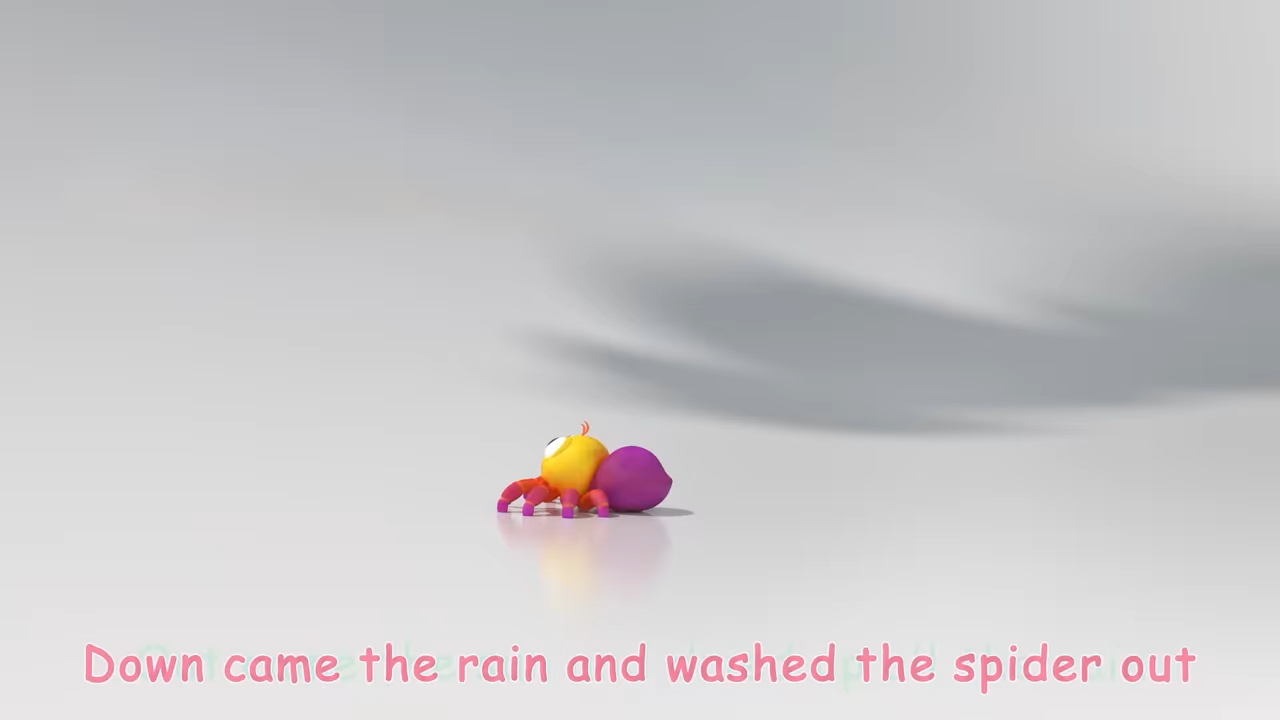 Down came the rain and washed the spider out